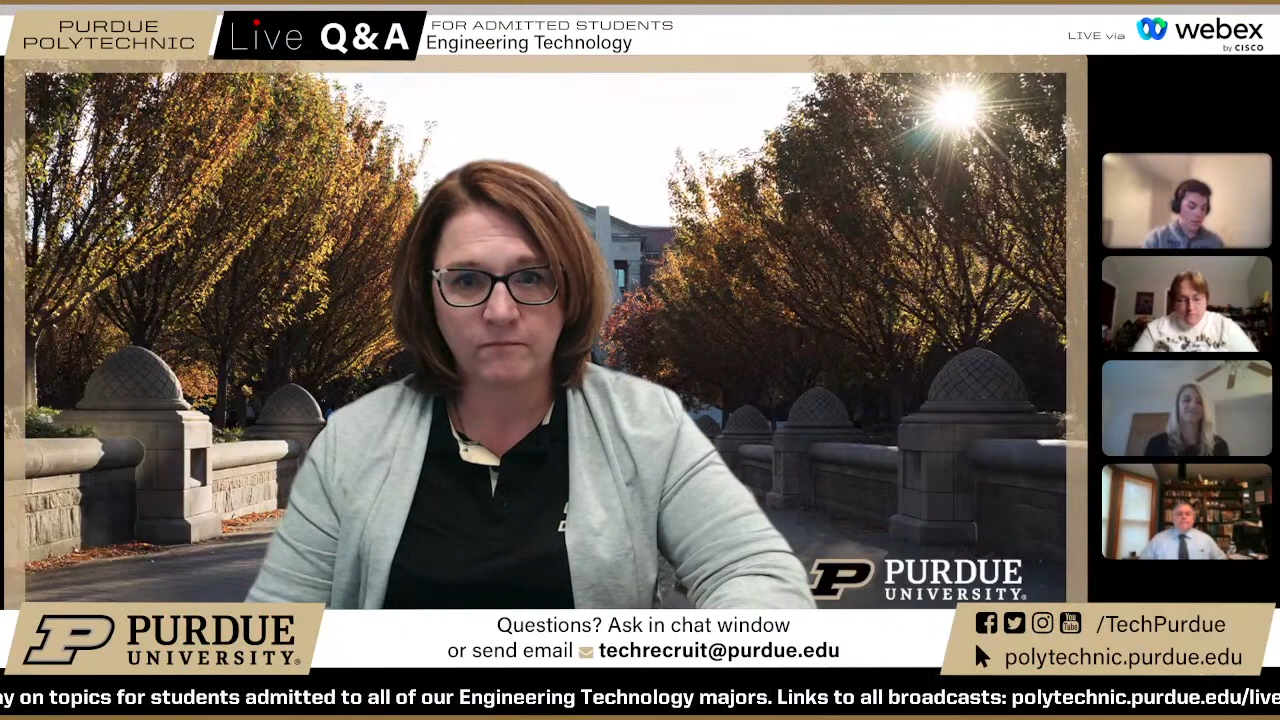 PURDUE
POLYTECHNIC
Live Q&A
FOR ADMITTED STUDENTS
Engineering Technology
LIVE via webex
by CISCO
P PURDUE
UNIVERSITY®
P PURDUE
UNIVERSITY®
Questions? Ask in chat window
or send email techrecruit@purdue.edu
You
Tube
/TechPurdue
polytechnic.purdue.edu
y on topics for students admitted to all of our Engineering Technology majors. Links to all broadcasts: polytechnic.purdue.edu/live